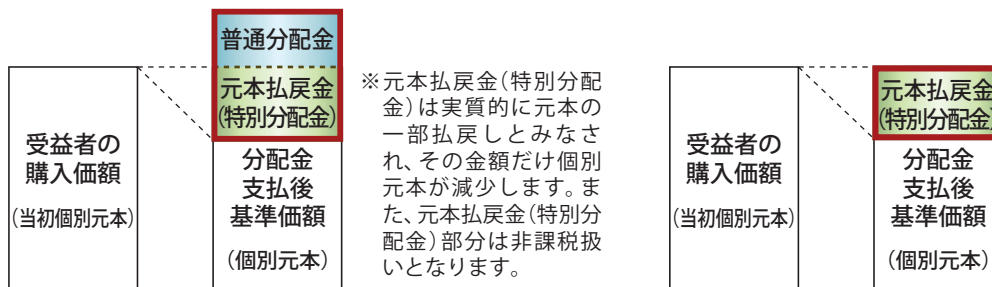 普通分配金
元本払戻金
(特別分配金)
受益者の
購入価額
(当初個別元本)
分配金
支払後
基準価額
(個別元本)
※元本払戻金(特別分配
金)は実質的に元本の
一部払戻しとみなさ
れ、その金額だけ個別
元本が減少します。ま
た、元本払戻金(特別分
配金)部分は非課税扱
いとなります。
元本払戻金
(特別分配金)
受益者の
購入価額
(当初個別元本)
分配金
支払後
基準価額
(個別元本)